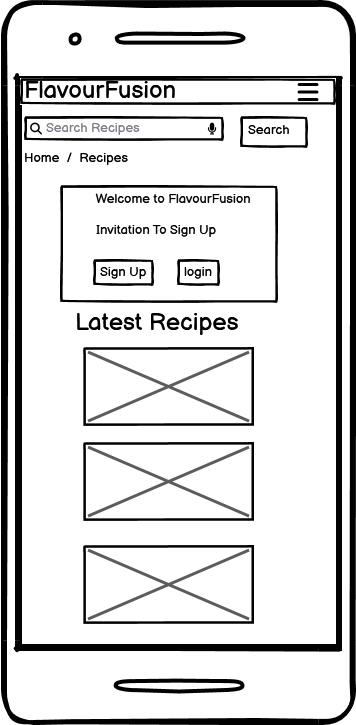 FlavourFusion
Search Recipes
Search
Home / Recipes
Welcome to FlavourFusion
Invitation To Sign Up
Sign Up login
Latest Recipes